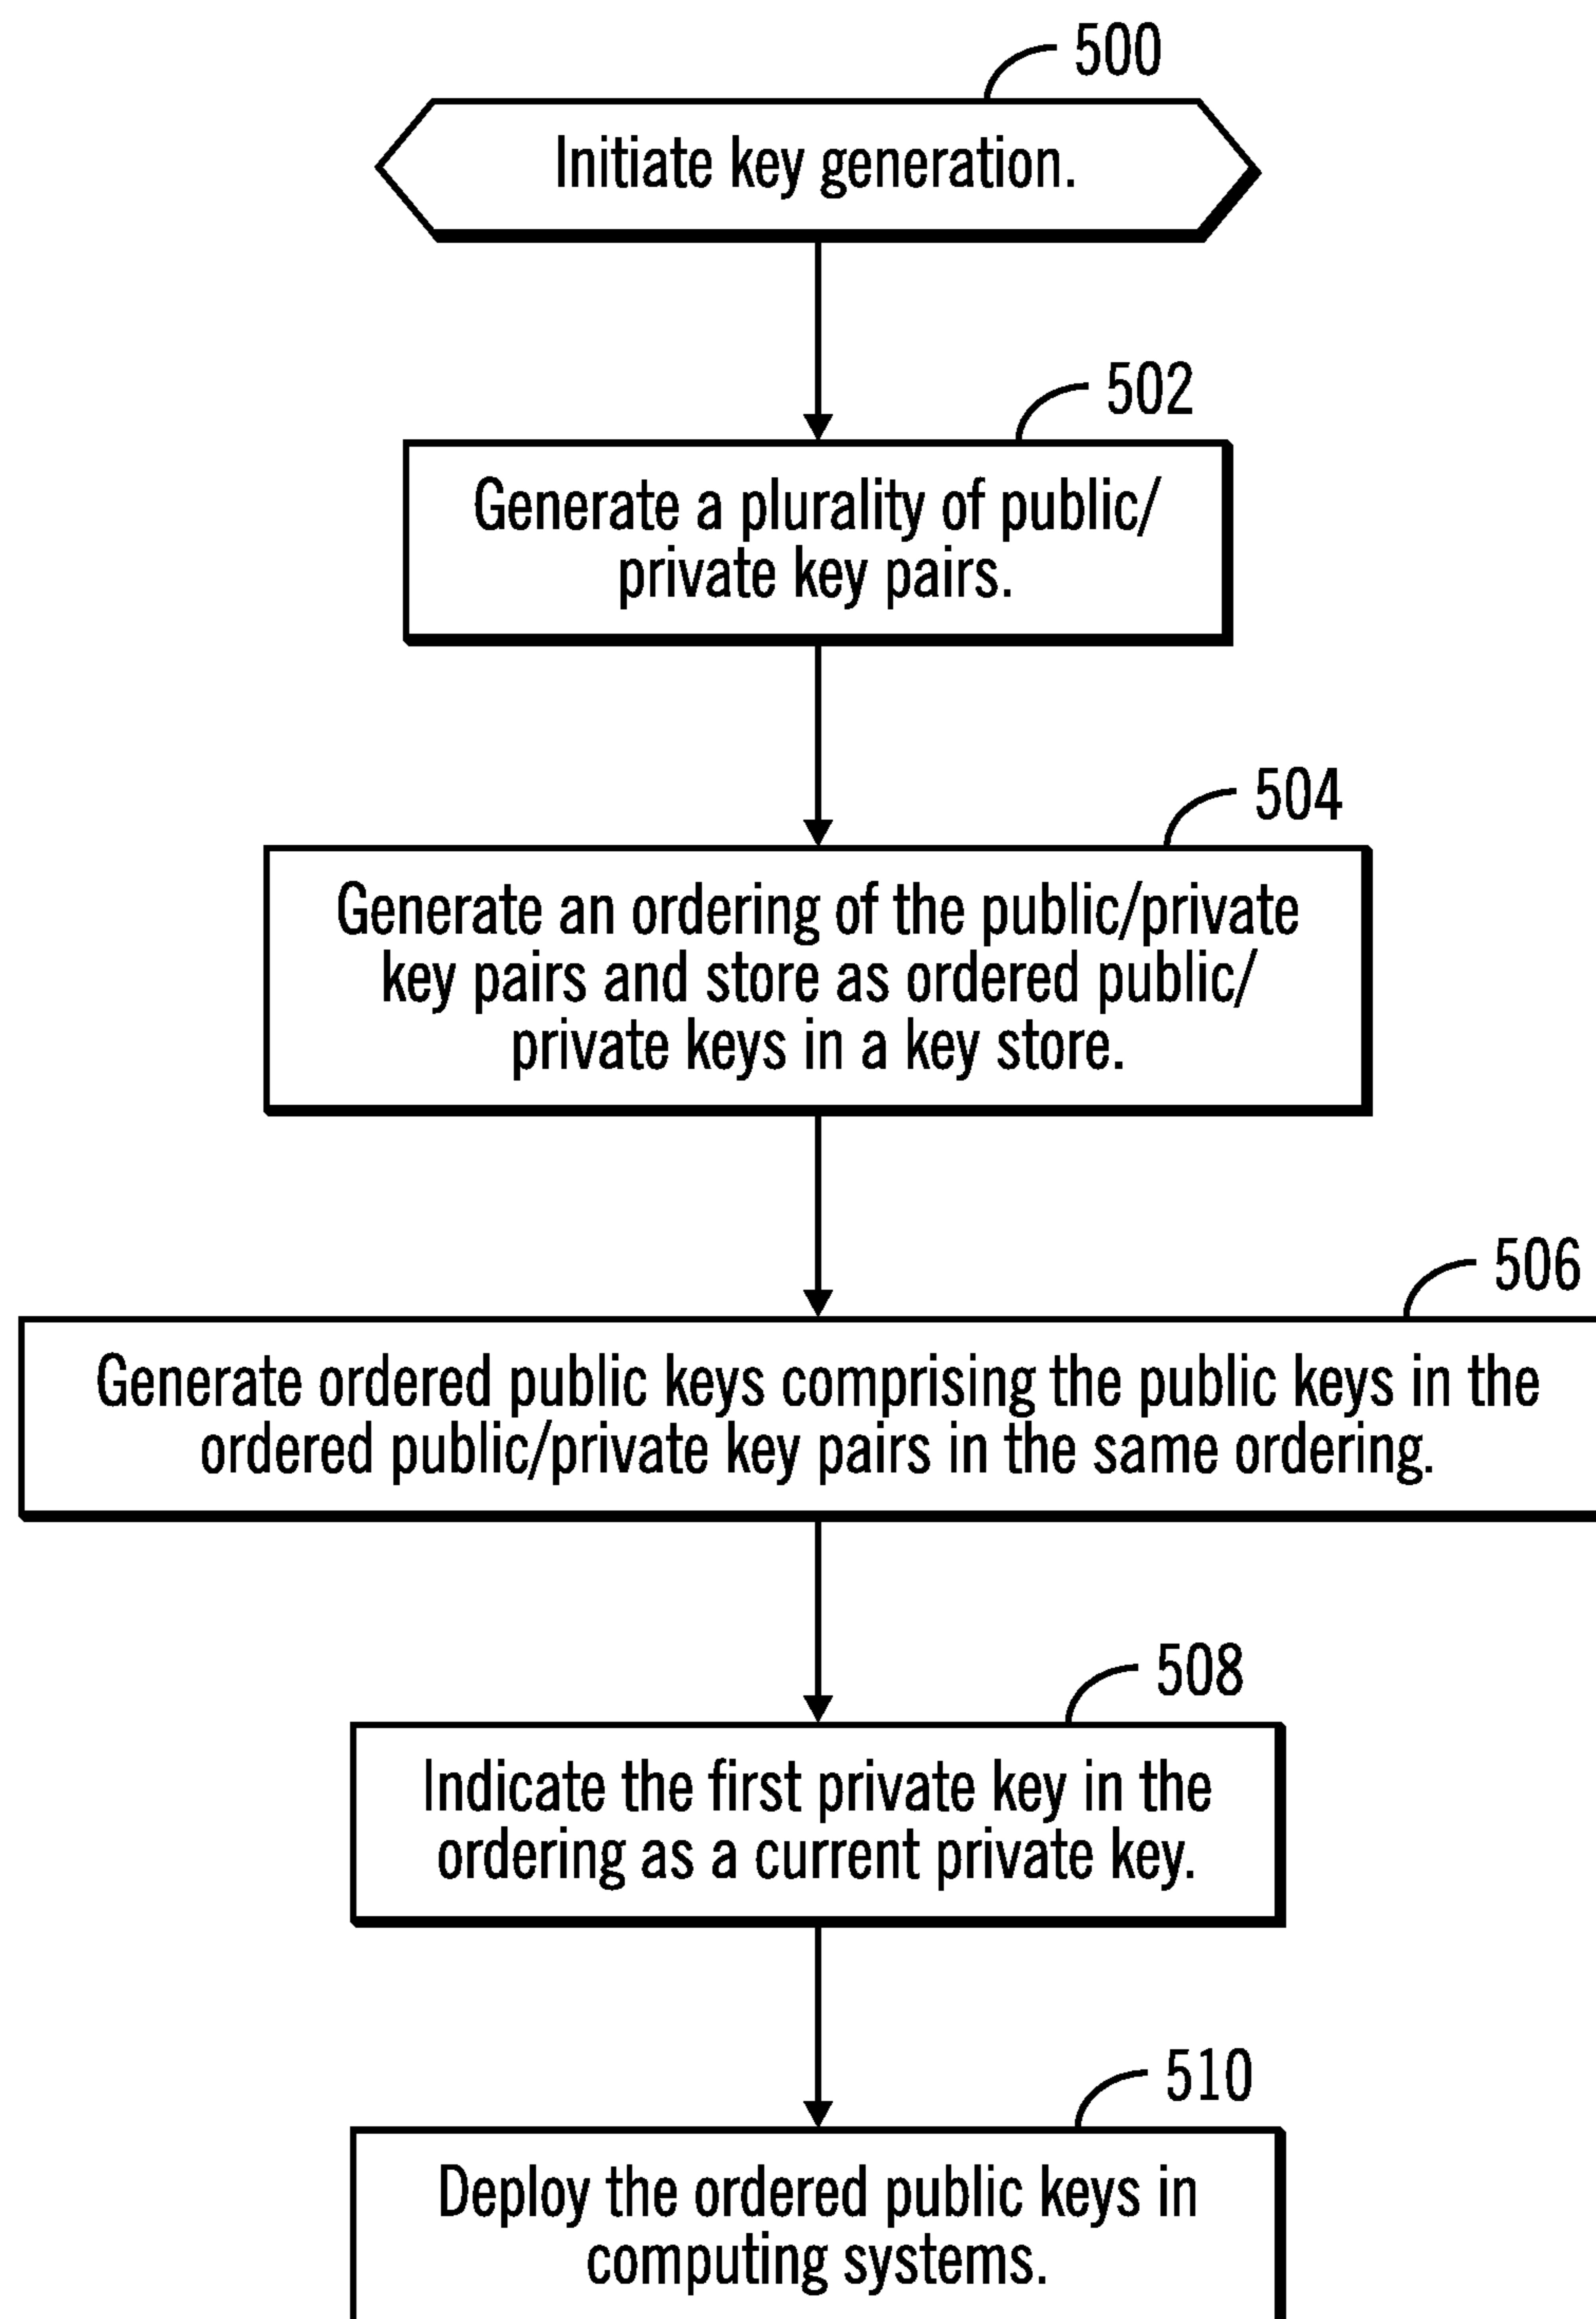 500
Initiate key generation.
502
Generate a plurality of public/
private key pairs.
504
Generate an ordering of the public/private
key pairs and store as ordered public/
private keys in a key store.
506
Generate ordered public keys comprising the public keys in the
ordered public/private key pairs in the same ordering.
508
Indicate the first private key in the
ordering as a current private key.
510
Deploy the ordered public keys in
computing systems.